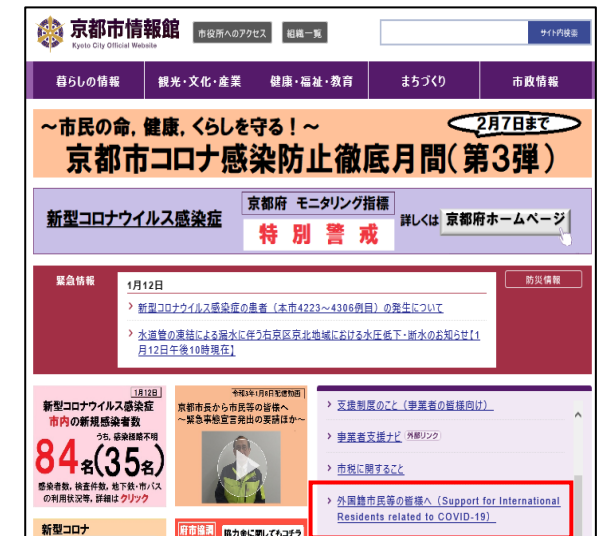 京都市情報館
Kyoto City Official Website
市役所へのアクセス
組織一覧
サイト内検索
暮らしの情報
観光・文化・産業
健康・福祉・教育
まちづくり
市政情報
～市民の命，健康，くらしを守る！～
2月7日まで
京都市コロナ感染防止徹底月間（第3弾）
新型コロナウイルス感染症
京都府 モニタリング指標
特別警戒
詳しくは 京都府ホームページ
緊急情報
1月12日
防災情報
新型コロナウイルス感染症の患者（本市4223～4306例目）の発生について
水道管の凍結による漏水に伴う右京区京北地域における水圧低下・断水のお知らせ【1
月12日午後10時現在】
1月12日
新型コロナウイルス感染症
市内の新規感染者数
うち，感染経路不明
84名(35名)
感染者数，検査件数，地下鉄・市バス
の利用状況等，詳細はクリック
令和3年1月8日配信動画
京都市長から市民等の皆様へ
～緊急事態宣言発出の要請ほか～
支援制度のこと（事業者の皆様向け）
事業者支援ナビ 外部リンク
市税に関すること
外国籍市民等の皆様へ（Support for International
Residents related to COVID-19）
新型コロナ
府市協調
協力金に関してもコチラ